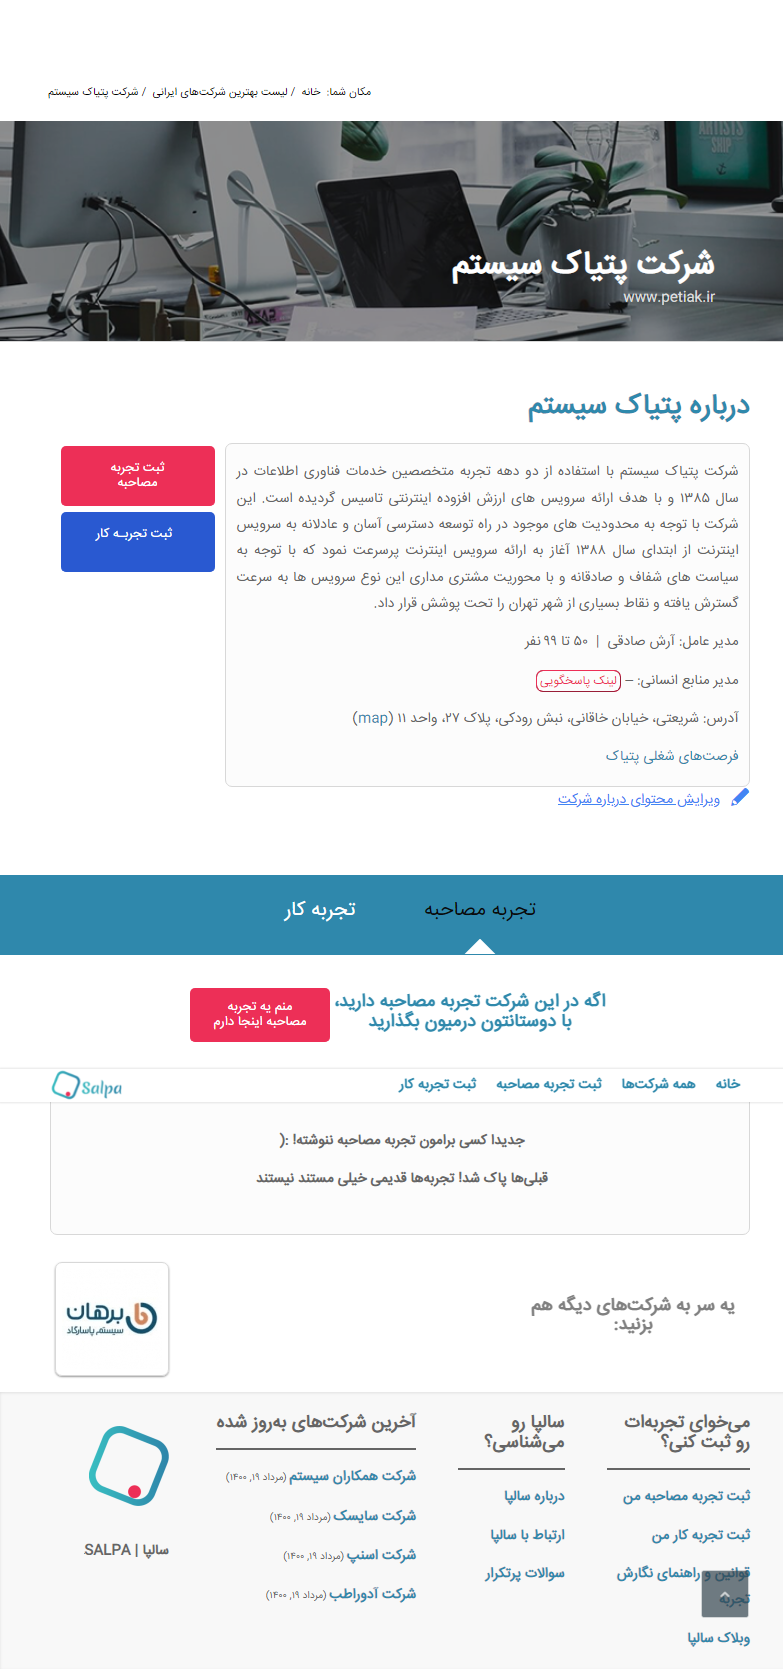 مکان شما: خانه / لیست بهترین شرکت‌های ایرانی / شرکت پتیاک سیستم
ARTISTS
SHIP
شرکت پتیاک سیستم
www.petiak.ir
درباره پتیاک سیستم
شرکت پتیاک سیستم با استفاده از دو دهه تجربه متخصصین خدمات فناوری اطلاعات در
سال ۱۳۸۵ و با هدف ارائه سرویس های ارزش افزوده اینترنتی تاسیس گردیده است. این
شرکت با توجه به محدودیت های موجود در راه توسعه دسترسی آسان و عادلانه به سرویس
اینترنت از ابتدای سال ۱۳۸۸ آغاز به ارائه سرویس اینترنت پرسرعت نمود که با توجه به
سیاست های شفاف و صادقانه و با محوریت مشتری مداری این نوع سرویس ها به سرعت
گسترش یافته و نقاط بسیاری از شهر تهران را تحت پوشش قرار داد.
مدیر عامل: آرش صادقی | ۵۰ تا ۹۹ نفر
مدیر منابع انسانی: – لینک پاسخگویی
آدرس: شریعتی، خیابان خاقانی، نبش رودکی، پلاک ۲۷، واحد ۱۱ (map)
فرصت‌های شغلی پتیاک
ویرایش محتوای درباره شرکت
ثبت تجربه
مصاحبه
ثبت تجربـه کار
تجربه مصاحبه
تجربه کار
اگه در این شرکت تجربه مصاحبه دارید،
با دوستانتون درمیون بگذارید
منم یه تجربه
مصاحبه اینجا دارم
خانه
همه شرکت‌ها
ثبت تجربه مصاحبه
ثبت تجربه کار
Salpa
جدیدا کسی برامون تجربه مصاحبه ننوشته! :(
قبلی‌ها پاک شد! تجربه‌ها قدیمی خیلی مستند نیستند
یه سر به شرکت‌های دیگه هم
بزنید:
برهان
سیستم پاسارگاد
می‌خوای تجربه‌ات
رو ثبت کنی؟
ثبت تجربه مصاحبه من
ثبت تجربه کار من
قوانین و راهنمای نگارش
تجربه
وبلاگ سالپا
سالپا رو
می‌شناسی؟
درباره سالپا
ارتباط با سالپا
سوالات پرتکرار
آخرین شرکت‌های به‌روز شده
شرکت همکاران سیستم (مرداد ۱۹, ۱۴۰۰)
شرکت سایسک (مرداد ۱۹, ۱۴۰۰)
شرکت اسنپ (مرداد ۱۹, ۱۴۰۰)
شرکت آدوراطب (مرداد ۱۹, ۱۴۰۰)
سالپا | SALPA